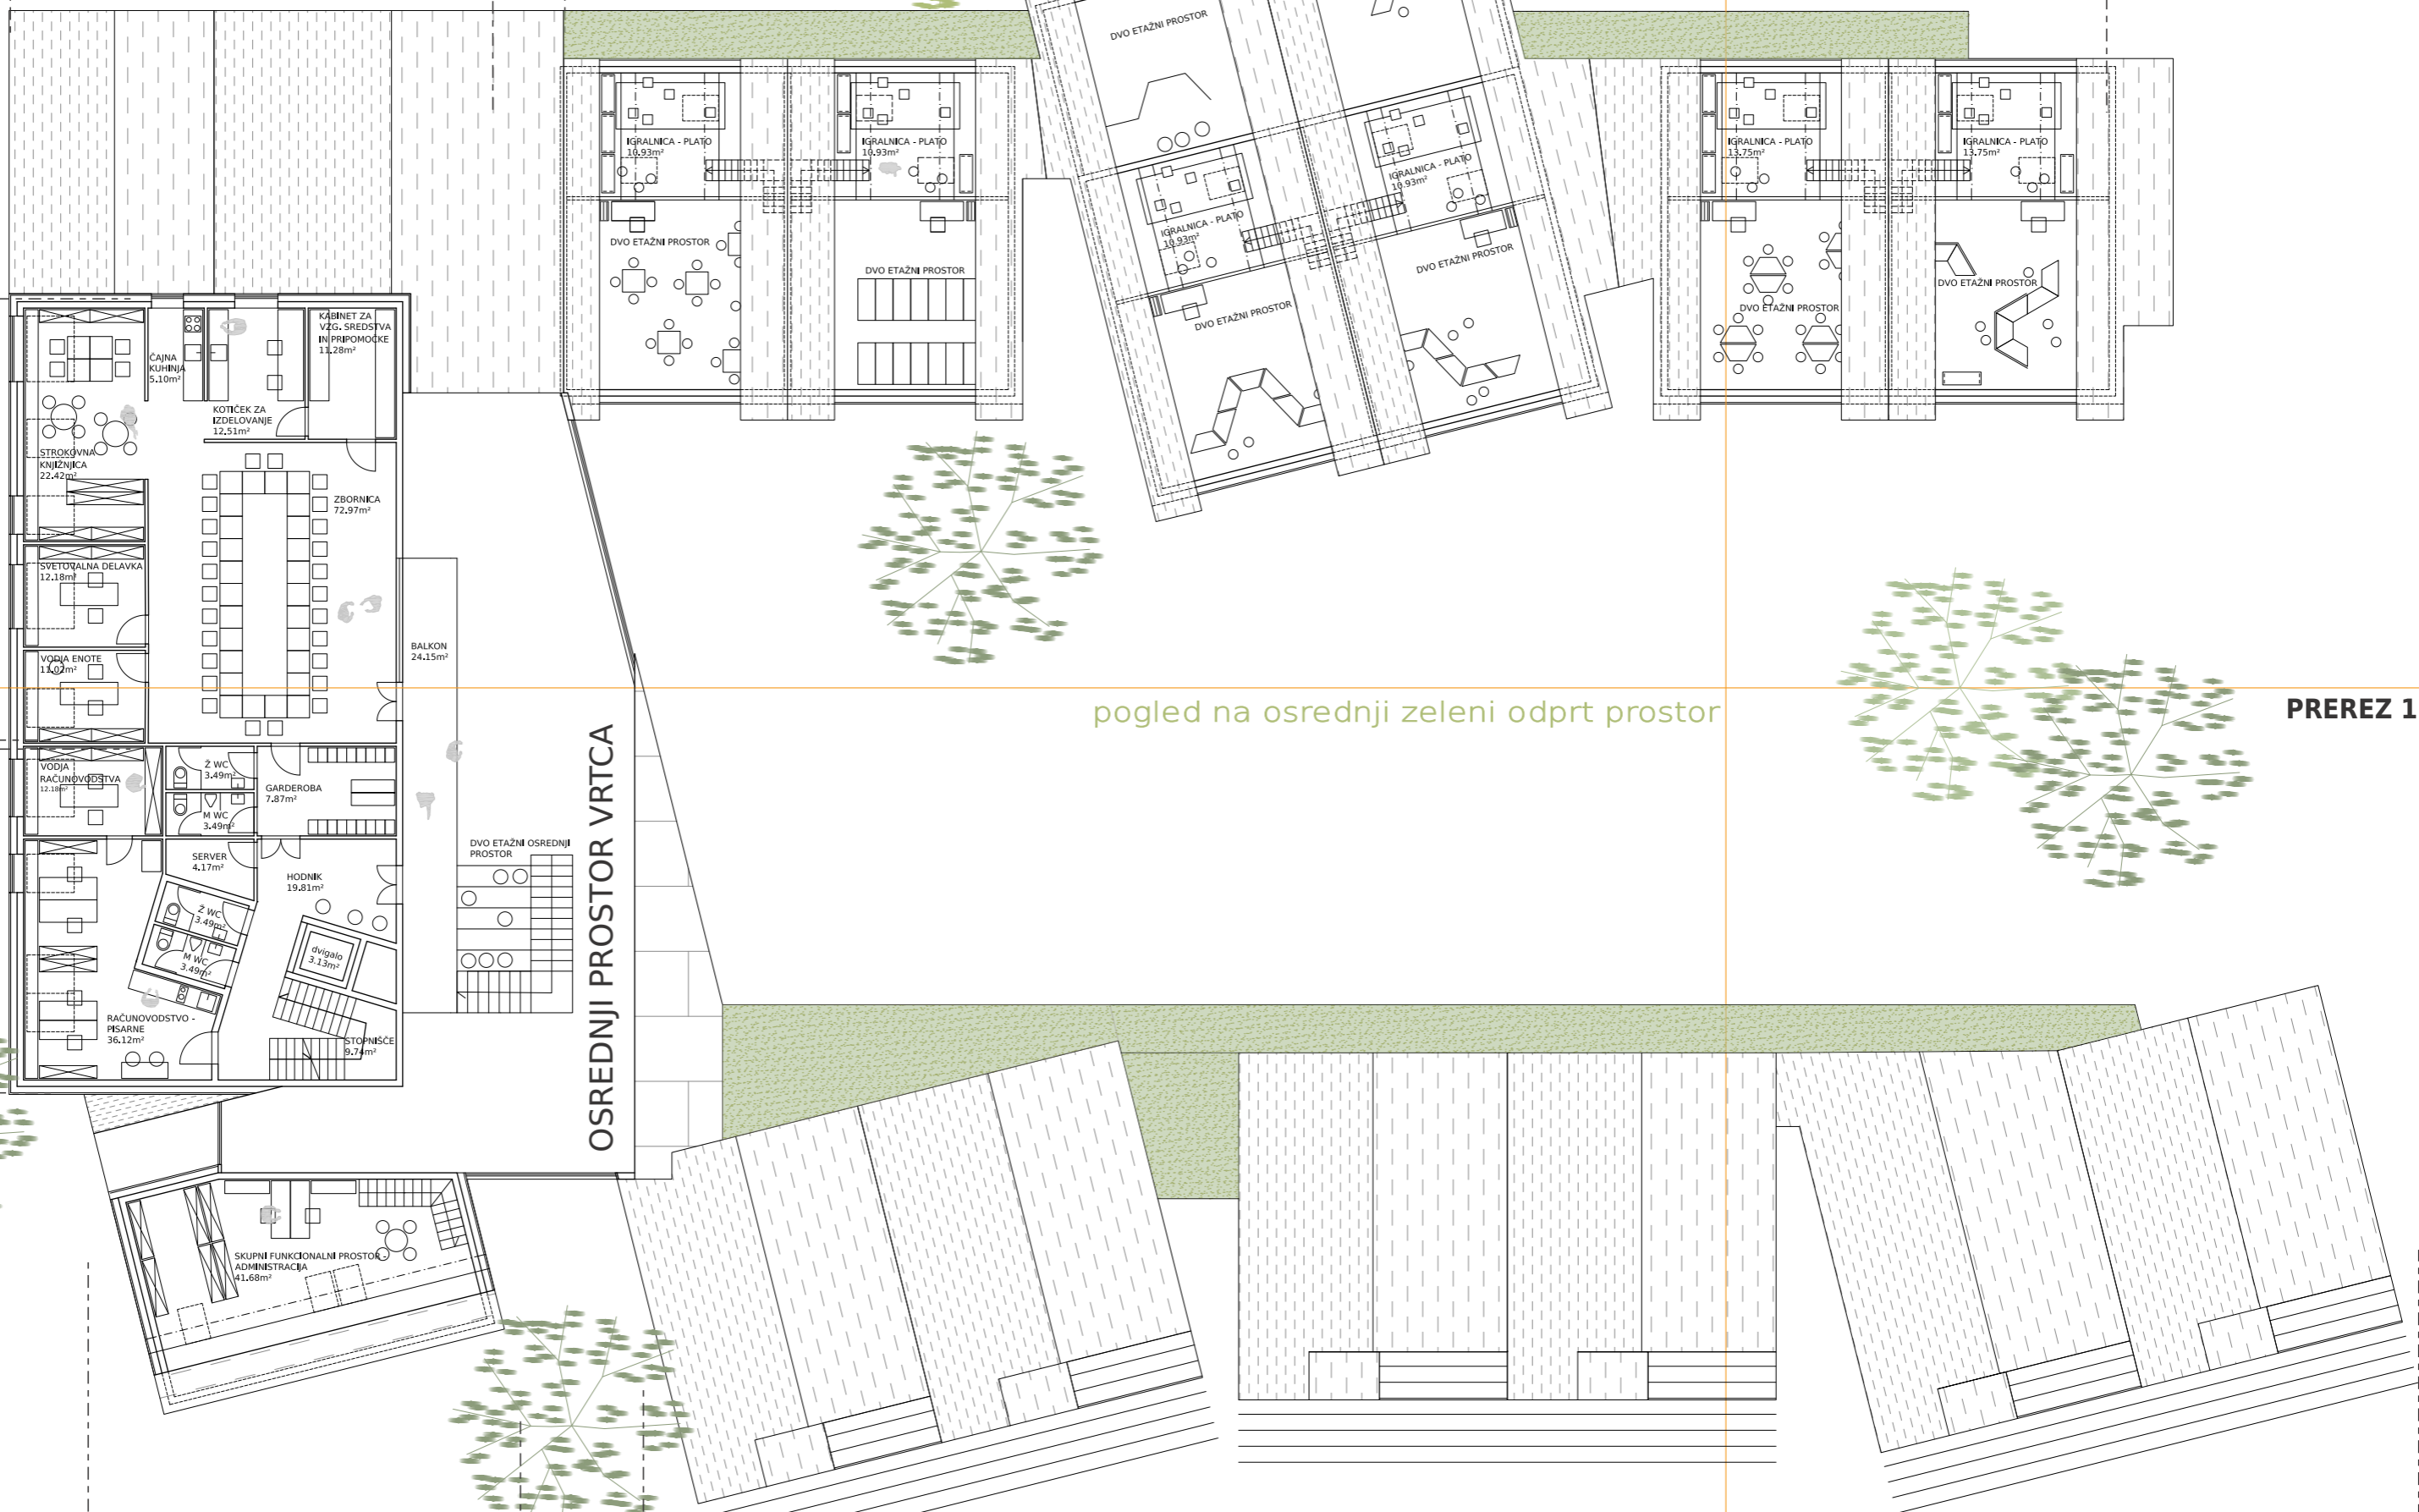 DVO ETAŽNI PROSTOR
IGRALNICA - PLATO
10.93m²
IGRALNICA - PLATO
10.93m²
IGRALNICA - PLATO
10.93m²
IGRALNICA - PLATO
10.93m²
IGRALNICA - PLATO
13.75m²
IGRALNICA - PLATO
13.75m²
DVO ETAŽNI PROSTOR
DVO ETAŽNI PROSTOR
DVO ETAŽNI PROSTOR
DVO ETAŽNI PROSTOR
DVO ETAŽNI PROSTOR
DVO ETAŽNI PROSTOR
KABINET ZA
VZG. SREDSTVA
IN PRIPOMOČKE
11.28m²
ČAJNA
KUHINJA
5.10m²
KOTIČEK ZA
IZDELOVANJE
12.51m²
STROKOVNA
KNJIŽNJICA
22.42m²
ZBORNICA
72.97m²
SVETOVALNA DELAVKA
12.18m²
VODJA ENOTE
11.02m²
BALKON
24.15m²
pogled na osrednji zeleni odprt prostor
PREREZ 1
VODJA
RAČUNOVODSTVA
12.18m²
Ž WC
3.49m²
M WC
3.49m²
GARDEROBA
7.87m²
SERVER
4.17m²
HODNIK
19.81m²
DVO ETAŽNI OSREDNJI
PROSTOR
OSREDNJI PROSTOR VRTCA
Ž WC
3.49m²
M WC
3.49m²
dvigalo
3.13m²
RAČUNOVODSTVO -
PISARNE
36.12m²
STOPNIŠČE
9.74m²
SKUPNI FUNKCIONALNI PROSTOR -
ADMINISTRACIJA
41.68m²